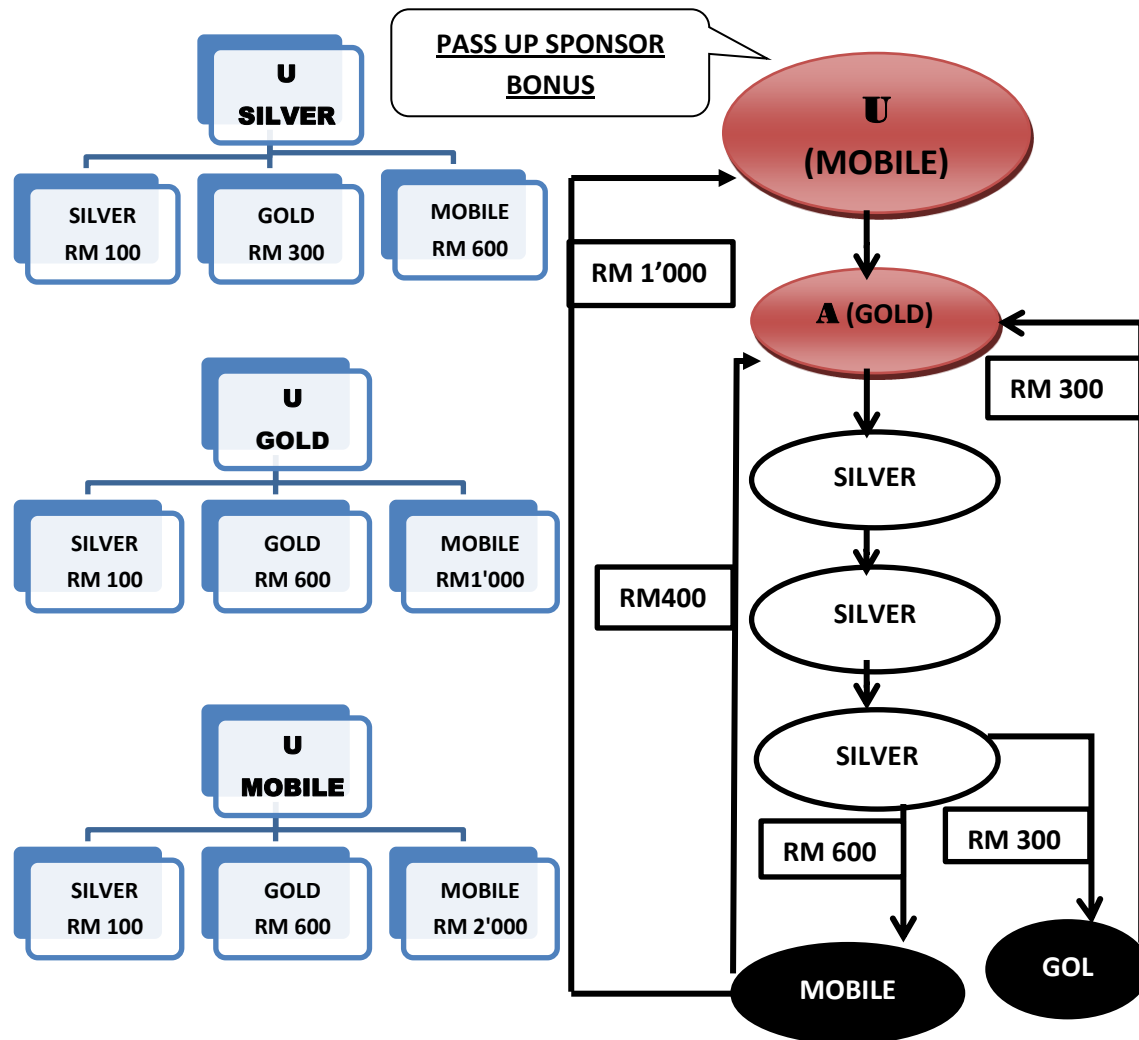 PASS UP SPONSOR
BONUS
U
SILVER
SILVER
RM 100
GOLD
RM 300
MOBILE
RM 600
U
GOLD
SILVER
RM 100
GOLD
RM 600
MOBILE
RM1'000
U
MOBILE
SILVER
RM 100
GOLD
RM 600
MOBILE
RM 2'000
U
(MOBILE)
RM 1’000
A (GOLD)
RM 300
SILVER
RM400
SILVER
SILVER
RM 600
RM 300
MOBILE
GOL